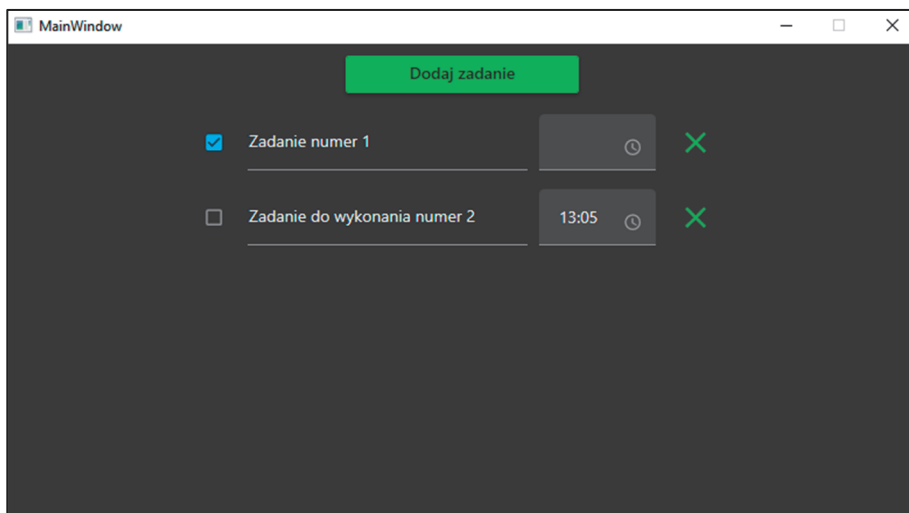 MainWindow
Dodaj zadanie
Zadanie numer 1
Zadanie do wykonania numer 2 13:05